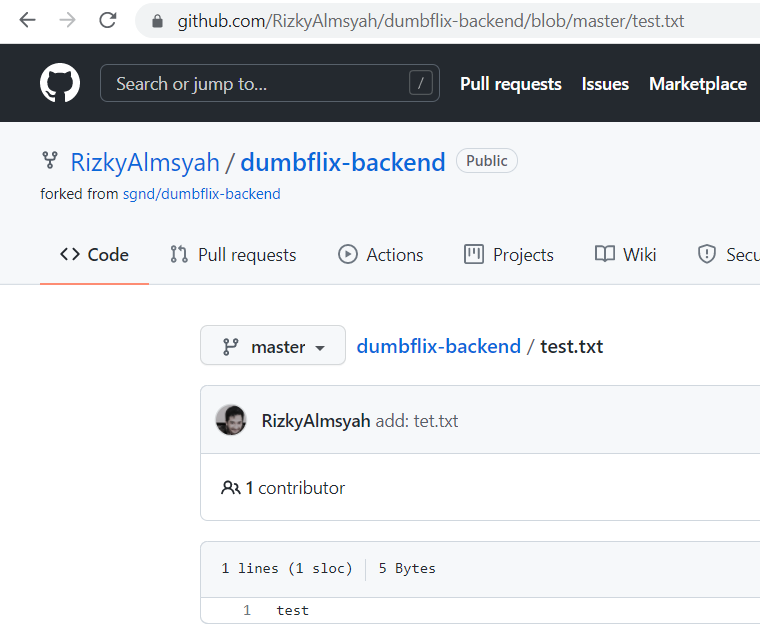 github.com/RizkyAlmsyah/dumbflix-backend/blob/master/test.txt
Search or jump to... / Pull requests Issues Marketplace
RizkyAlmsyah / dumbflix-backend Public
forked from sgnd/dumbflix-backend
<> Code Pull requests Actions Projects Wiki Secu
master dumbflix-backend / test.txt
RizkyAlmsyah add: tet.txt
1 contributor
1 lines (1 sloc) 5 Bytes
1 test